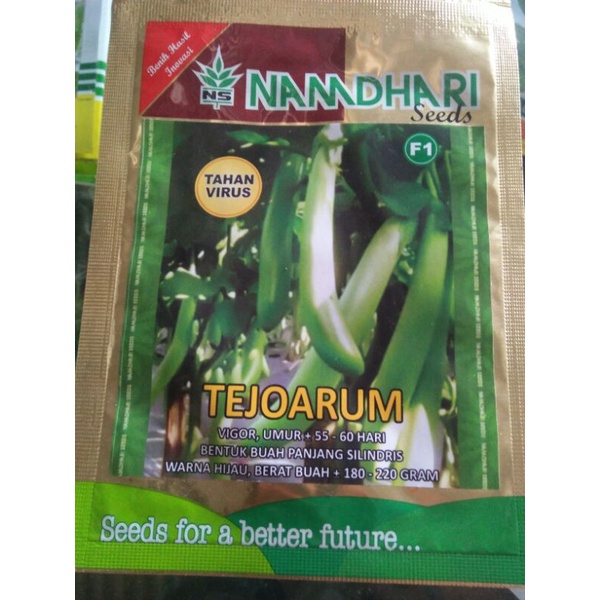 Benih Hasil
Inovasi
NS
NAMDHARI
Seeds
F1
TAHAN
VIRUS
TEJOARUM
VIGOR, UMUR + 55 - 60 HARI
BENTUK BUAH PANJANG SILINDRIS
WARNA HIJAU, BERAT BUAH + 180 - 220 GRAM
Seeds for a better future...